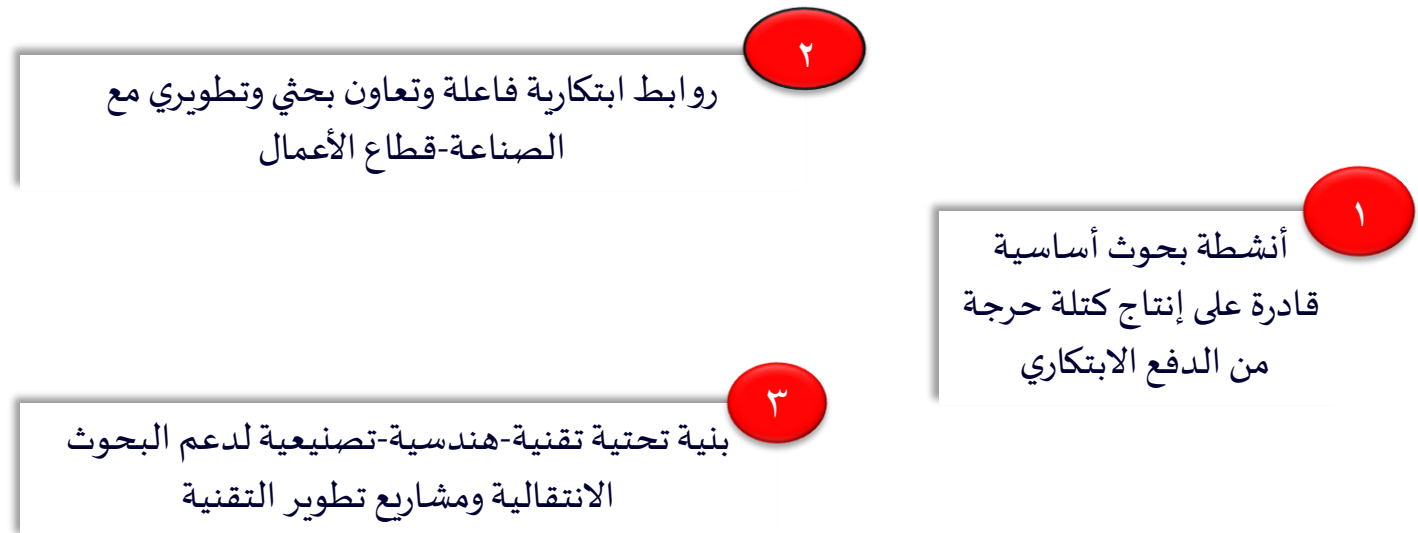 ١
أنشطة بحوث أساسية
قادرة على إنتاج كتلة حرجة
من الدفع الابتكاري
٢
روابط ابتكارية فاعلة وتعاون بحثي وتطويري مع
الصناعة-قطاع الأعمال
٣
بنية تحتية تقنية-هندسية-تصنيعية لدعم البحوث
الانتقالية ومشاريع تطوير التقنية